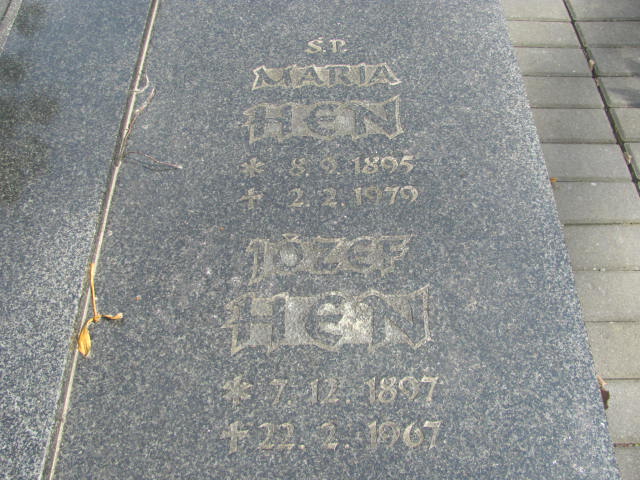 Ś.P.
MARIA
HEN
* 8. 9. 1895
✝ 2. 2. 1979
JÓZEF
HEN
* 7. 12. 1897
✝ 22. 2. 1967